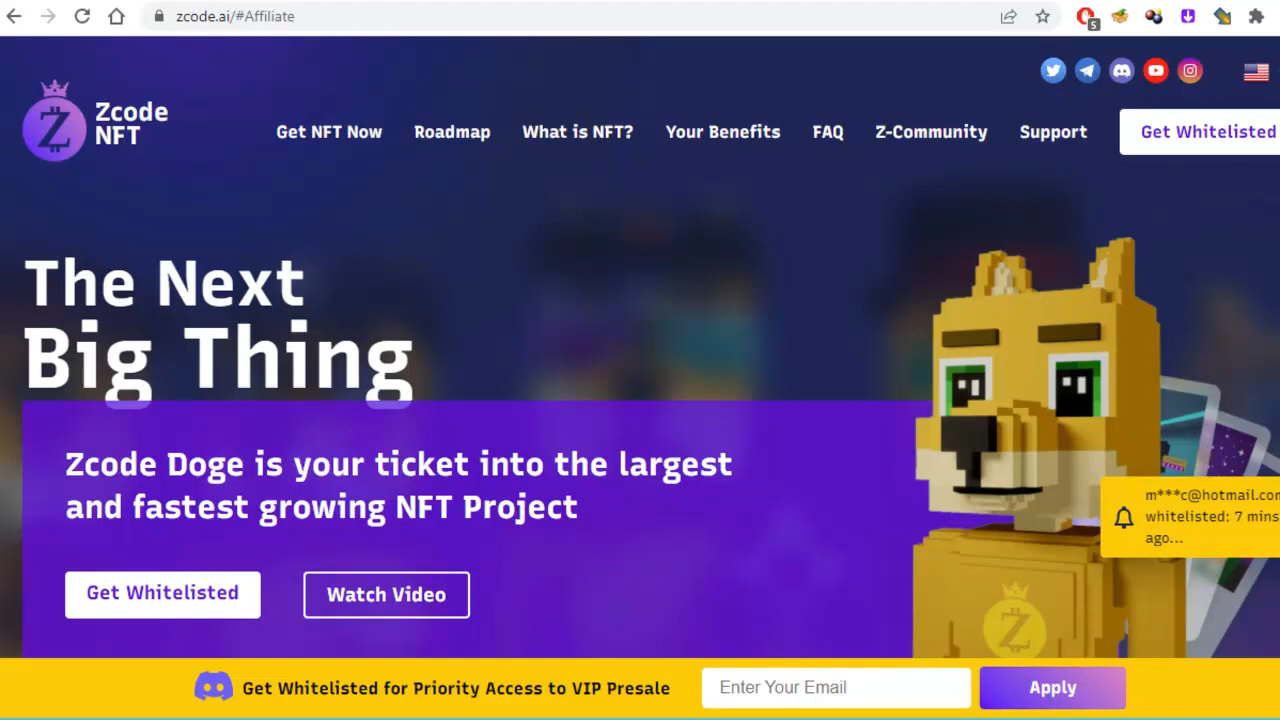 zcode.ai/#Affiliate
5
Zcode
NFT
Get NFT Now Roadmap What is NFT? Your Benefits FAQ Z-Community Support Get Whitelisted
The Next
Big Thing
Zcode Doge is your ticket into the largest
and fastest growing NFT Project
Get Whitelisted Watch Video
m***c@hotmail.com
whitelisted: 7 mins
ago...
Get Whitelisted for Priority Access to VIP Presale Enter Your Email Apply